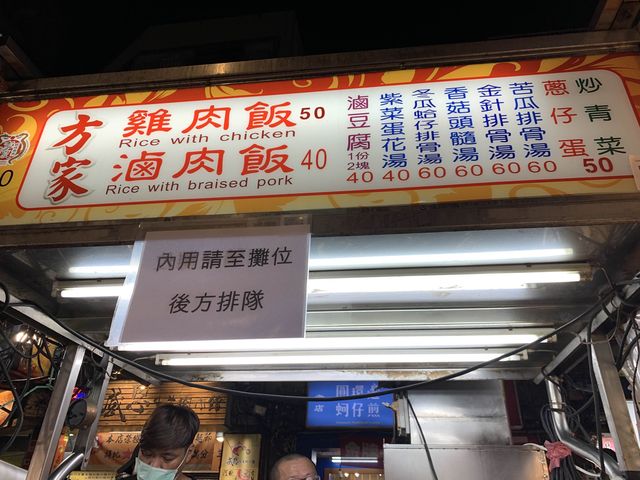 方家
雞肉飯 50
Rice with chicken
滷肉飯 40
Rice with braised pork
滷豆腐 1份2塊 40
紫菜蛋花湯 40
冬瓜蛤仔排骨湯 60
香菇頭髓湯 60
金針排骨湯 60
苦瓜排骨湯 60
蔥仔蛋
炒青菜
50
內用請至攤位
後方排隊
圓環
蚵仔煎